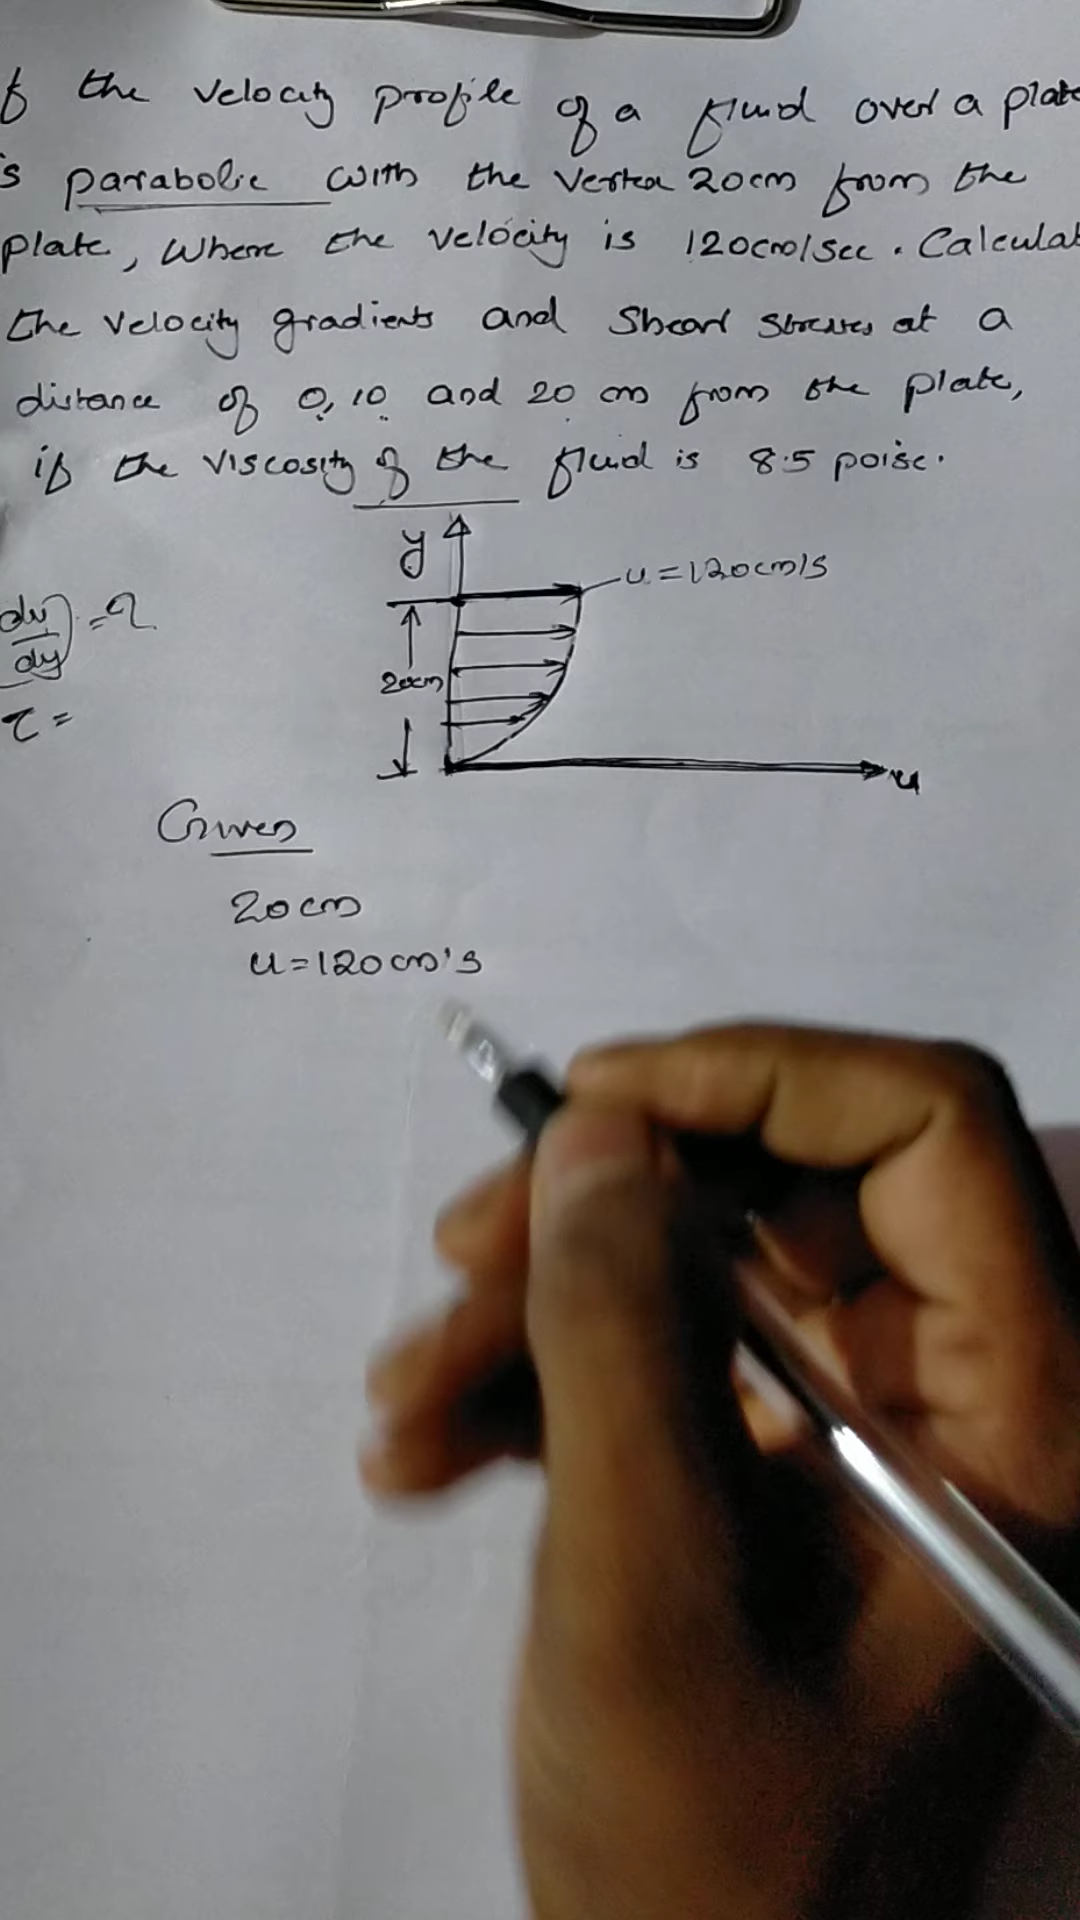 f the velocity profile of a fluid over a plate
is parabolic with the vertex 20cm from the
plate, where the velocity is 120cm/sec. Calculat
the velocity gradients and shear stresses at a
distance of 0, 10 and 20 cm from the plate,
if the viscosity of the fluid is 8.5 poise.
y
u=120cm/s
du/dy) = ?
20cm
τ =
u
Given
20cm
u=120cm/s